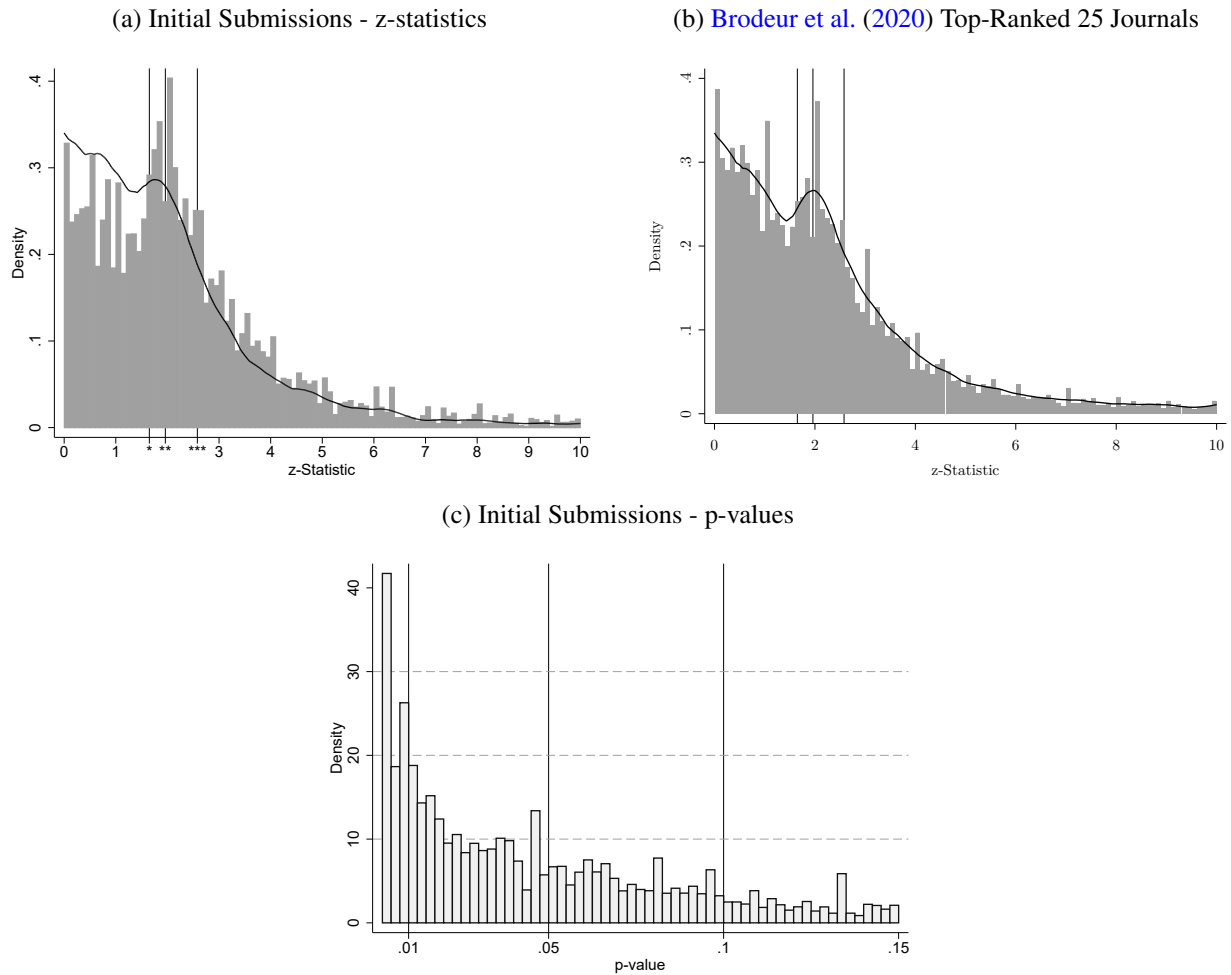 (a) Initial Submissions - z-statistics
.4
.3
.2
.1
0
Density
0 1 * ** *** 3 4 5 6 7 8 9 10
z-Statistic
(b) Brodeur et al. (2020) Top-Ranked 25 Journals
.4
.3
.2
.1
0
Density
0 2 4 6 8 10
z-Statistic
(c) Initial Submissions - p-values
40
30
20
10
0
Density
.01 .05 .1 .15
p-value